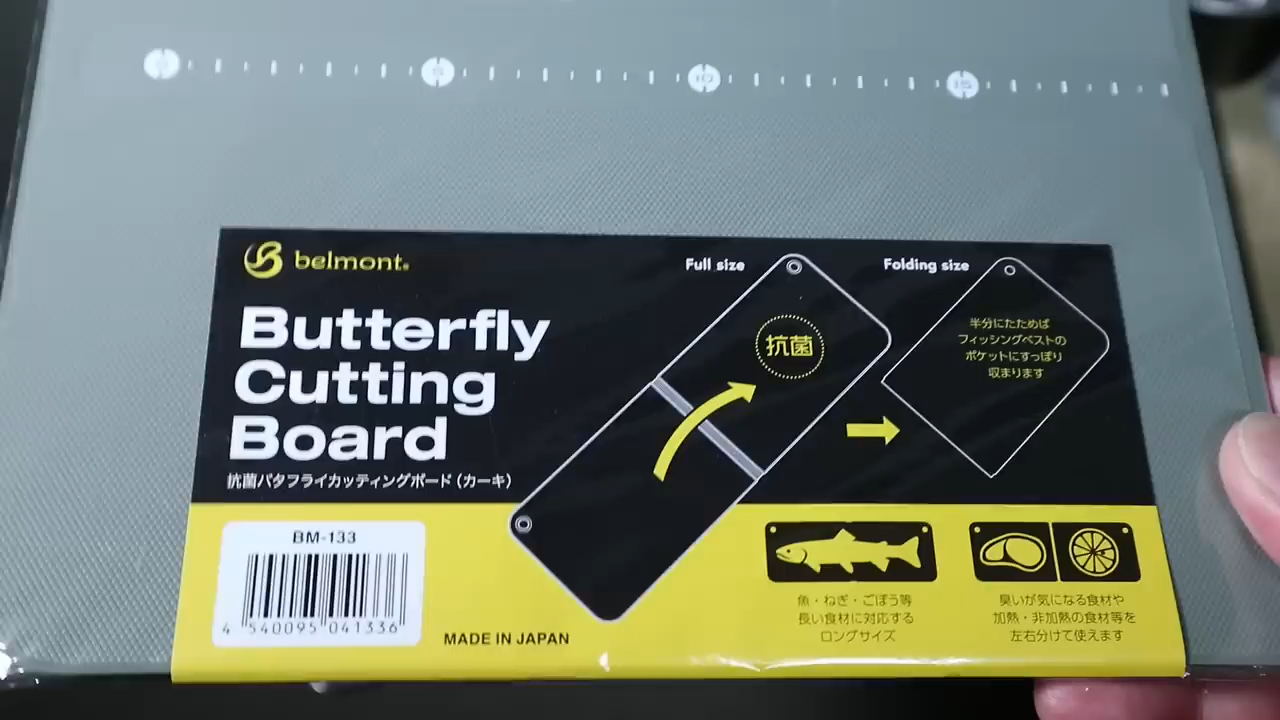 0 5 10 15
belmont®
Butterfly
Cutting
Board
抗菌バタフライカッティングボード（カーキ）
Full size
抗菌
Folding size
半分にたためば
フィッシングベストの
ポケットにすっぽり
収まります
BM-133
4 540095 041336
MADE IN JAPAN
魚・ねぎ・ごぼう等
長い食材に対応する
ロングサイズ
臭いが気になる食材や
加熱・非加熱の食材等を
左右分けて使えます